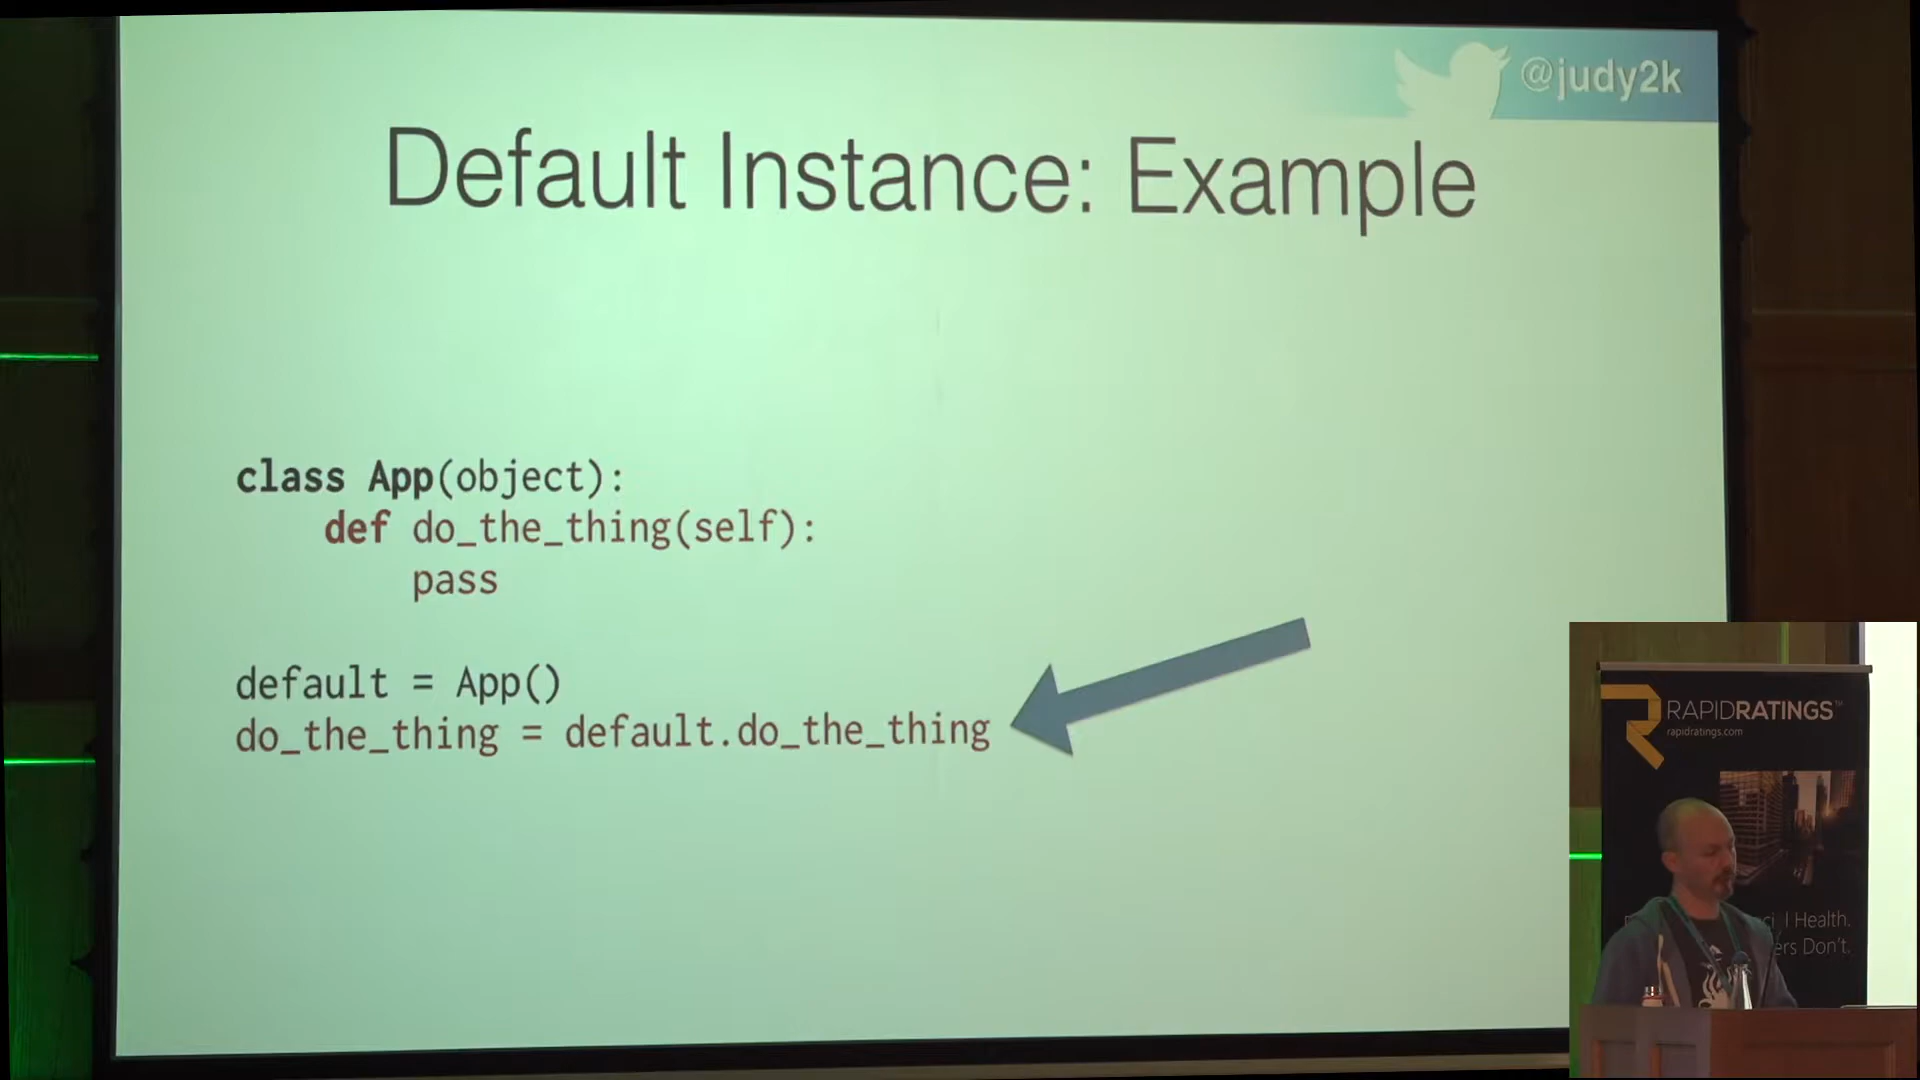 @judy2k
Default Instance: Example
class App(object):
def do_the_thing(self):
pass
default = App()
do_the_thing = default.do_the_thing
RAPIDRATINGS™
rapidratings.com
l Health.
ers Don't.